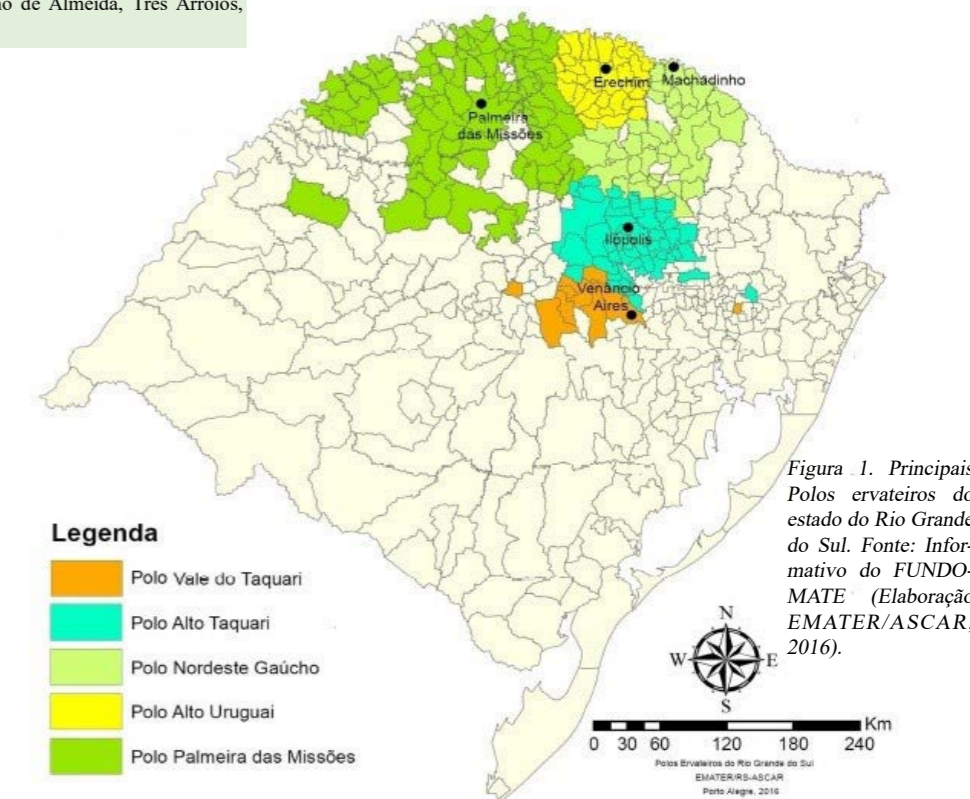 no de Almeida, Três Arroios,
Erechim
Machadinho
Palmeira
das Missões
Ilópolis
Venâncio
Aires
Figura 1. Principais
Polos ervateiros do
estado do Rio Grande
do Sul. Fonte: Infor-
mativo do FUNDO-
MATE (Elaboração
EMATER/ASCAR,
2016).
Legenda
Polo Vale do Taquari
Polo Alto Taquari
Polo Nordeste Gaúcho
Polo Alto Uruguai
Polo Palmeira das Missões
N
W E
S
Km
0 30 60 120 180 240
Polos Ervateiros do Rio Grande do Sul
EMATER/RS-ASCAR
Porto Alegre, 2016